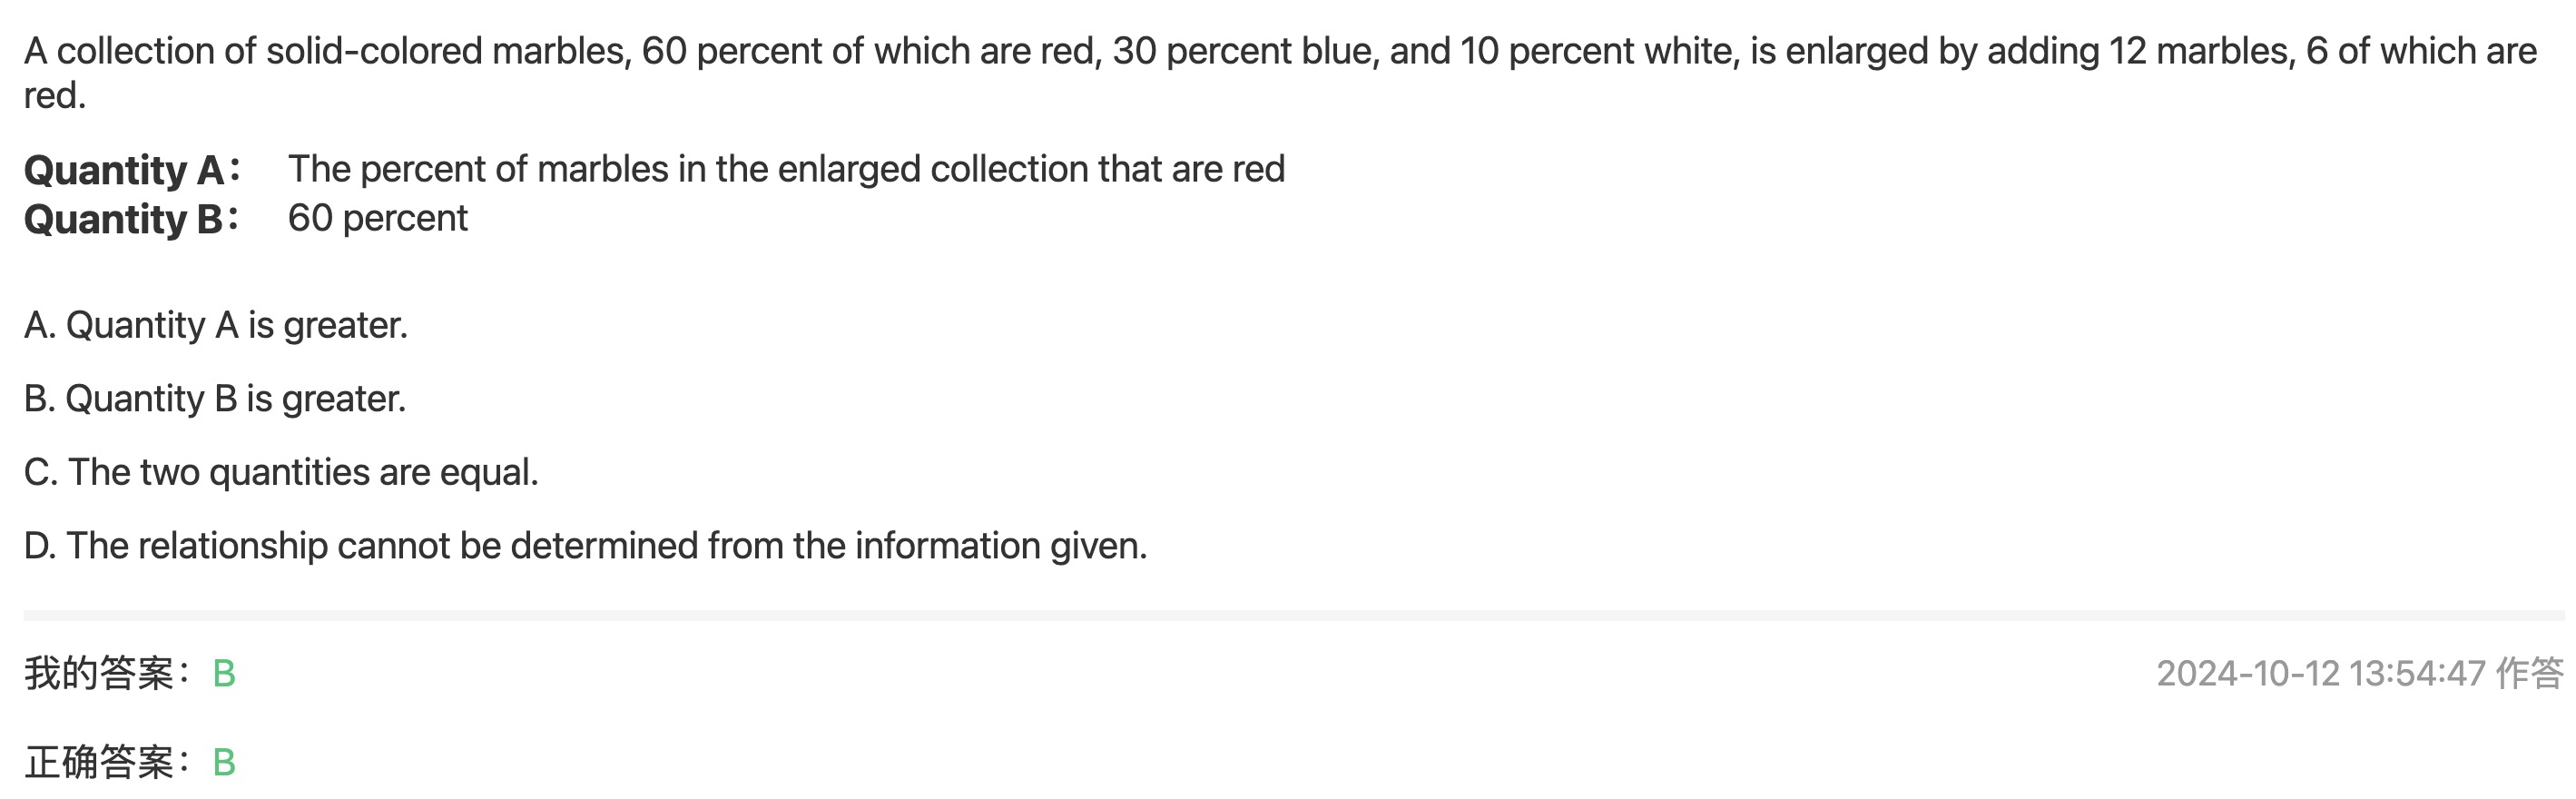 A collection of solid-colored marbles, 60 percent of which are red, 30 percent blue, and 10 percent white, is enlarged by adding 12 marbles, 6 of which are
red.
Quantity A: The percent of marbles in the enlarged collection that are red
Quantity B: 60 percent
A. Quantity A is greater.
B. Quantity B is greater.
C. The two quantities are equal.
D. The relationship cannot be determined from the information given.
我的答案：B 2024-10-12 13:54:47 作答
正确答案：B